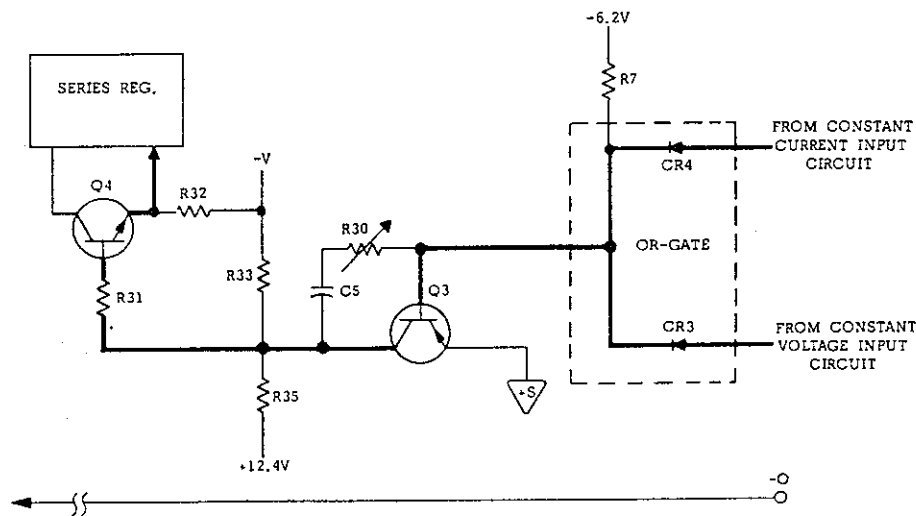 -6.2V
R7
SERIES REG.
FROM CONSTANT
CURRENT INPUT
CIRCUIT
CR4
-V
Q4
R32
R30
OR-GATE
R33
C5
Q3
R31
CR3
FROM CONSTANT
VOLTAGE INPUT
CIRCUIT
+S
R35
+12.4V
-O